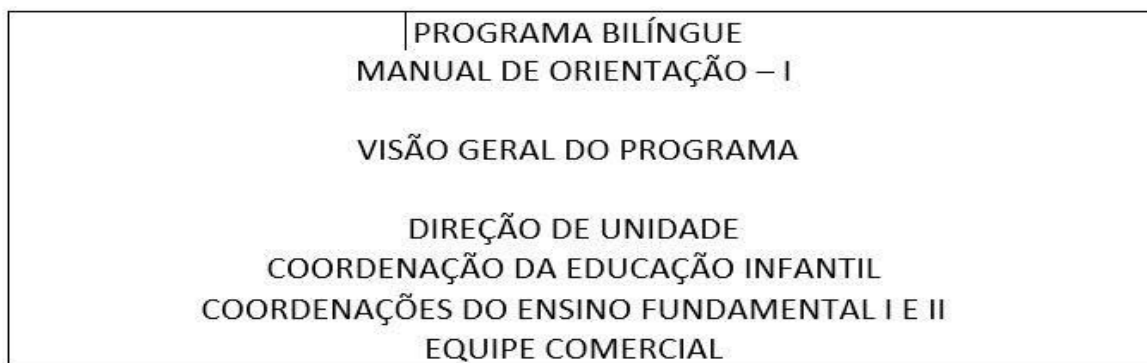 PROGRAMA BILÍNGUE
MANUAL DE ORIENTAÇÃO – I
VISÃO GERAL DO PROGRAMA
DIREÇÃO DE UNIDADE
COORDENAÇÃO DA EDUCAÇÃO INFANTIL
COORDENAÇÕES DO ENSINO FUNDAMENTAL I E II
EQUIPE COMERCIAL